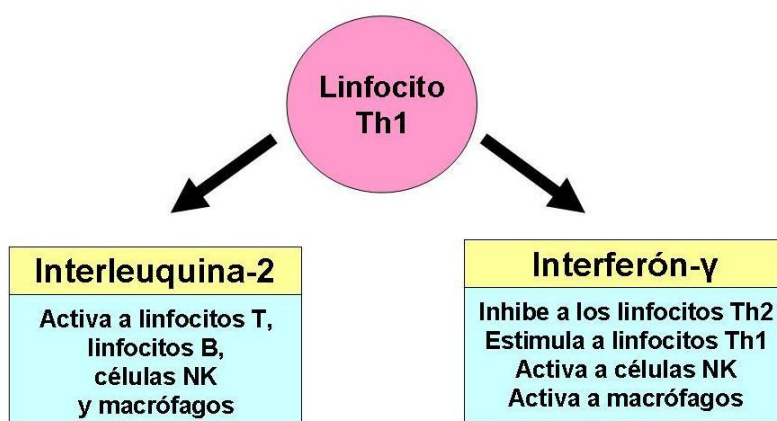 Linfocito
Th1
Interleuquina-2
Activa a linfocitos T,
linfocitos B,
células NK
y macrófagos
Interferón-γ
Inhibe a los linfocitos Th2
Estimula a linfocitos Th1
Activa a células NK
Activa a macrófagos